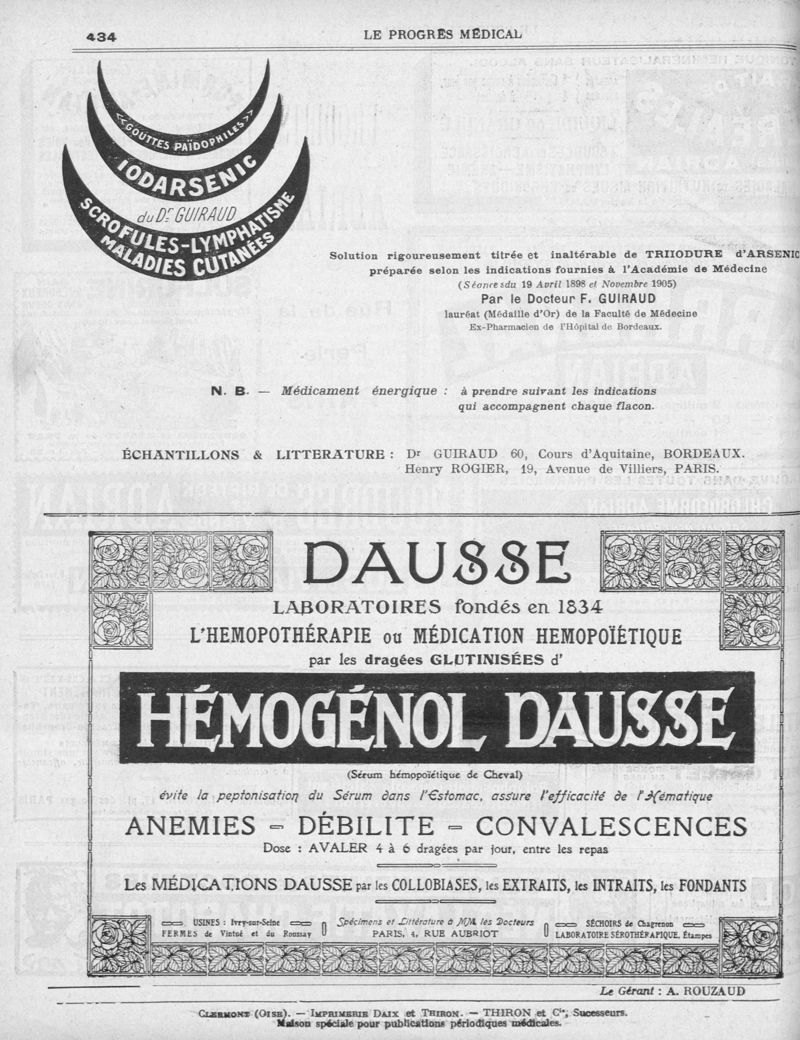 434
LE PROGRÈS MÉDICAL
«GOUTTES PAÏDOPHILES»
IODARSENIC
du Dr GUIRAUD
SCROFULES-LYMPHATISME
MALADIES CUTANÉES
Solution rigoureusement titrée et inaltérable de TRIIODURE d'ARSENIC
préparée selon les indications fournies à l'Académie de Médecine
(Séances du 19 Avril 1898 et Novembre 1905)
Par le Docteur F. GUIRAUD
lauréat (Médaille d'Or) de la Faculté de Médecine
Ex-Pharmacien de l'Hôpital de Bordeaux.
N. B. — Médicament énergique : à prendre suivant les indications
qui accompagnent chaque flacon.
ÉCHANTILLONS & LITTERATURE : Dr GUIRAUD 60, Cours d'Aquitaine, BORDEAUX.
Henry ROGIER, 19, Avenue de Villiers, PARIS.
DAUSSE
LABORATOIRES fondés en 1834
L'HEMOPOTHÉRAPIE ou MÉDICATION HEMOPOÏÉTIQUE
par les dragées GLUTINISÉES d'
HÉMOGÉNOL DAUSSE
(Sérum hémopoïétique de Cheval)
évite la peptonisation du Sérum dans l'Estomac, assure l'efficacité de l'Hématique
ANEMIES - DÉBILITE - CONVALESCENCES
Dose : AVALER 4 à 6 dragées par jour, entre les repas
Les MÉDICATIONS DAUSSE par les COLLOBIASES, les EXTRAITS, les INTRAITS, les FONDANTS
USINES : Ivry-sur-Seine
FERMES de Vintué et du Roussay
Spécimens et Littérature à MM. les Docteurs
PARIS, 4, RUE AUBRIOT
SÉCHOIRS de Chagrenon
LABORATOIRE SÉROTHÉRAPIQUE, Étampes
Le Gérant : A. ROUZAUD
CLERMONT (OISE). — IMPRIMERIE DAIX et THIRON. — THIRON et Cie, Sucesseurs.
Maison spéciale pour publications périodiques médicales.